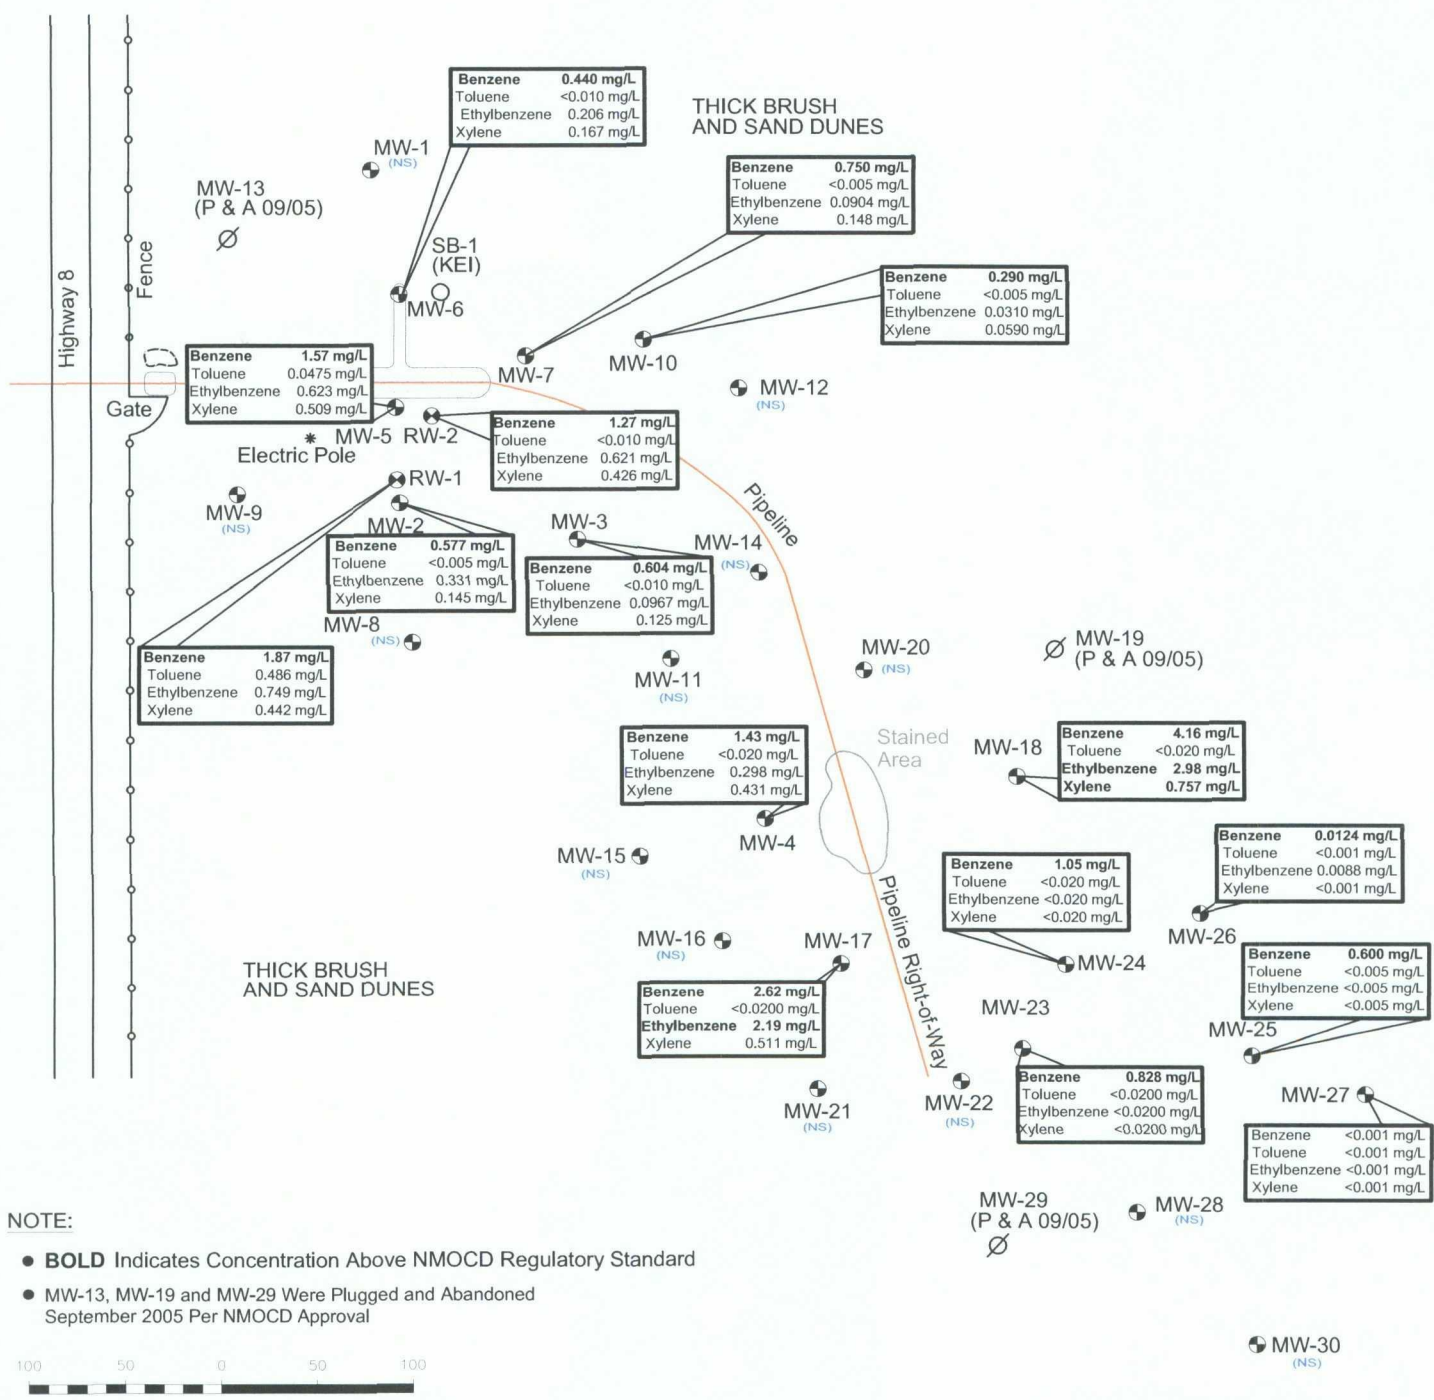 Benzene 0.440 mg/L
Toluene <0.010 mg/L
Ethylbenzene 0.206 mg/L
Xylene 0.167 mg/L
THICK BRUSH
AND SAND DUNES
MW-1
(NS)
MW-13
(P & A 09/05)
Benzene 0.750 mg/L
Toluene <0.005 mg/L
Ethylbenzene 0.0904 mg/L
Xylene 0.148 mg/L
Highway 8
Fence
SB-1
(KEI)
MW-6
Benzene 0.290 mg/L
Toluene <0.005 mg/L
Ethylbenzene 0.0310 mg/L
Xylene 0.0590 mg/L
MW-10
MW-7
MW-12
(NS)
Benzene 1.57 mg/L
Toluene 0.0475 mg/L
Ethylbenzene 0.623 mg/L
Xylene 0.509 mg/L
Gate
MW-5
RW-2
Electric Pole
Benzene 1.27 mg/L
Toluene <0.010 mg/L
Ethylbenzene 0.621 mg/L
Xylene 0.426 mg/L
RW-1
MW-9
(NS)
MW-2
Pipeline
MW-3
MW-14
(NS)
Benzene 0.577 mg/L
Toluene <0.005 mg/L
Ethylbenzene 0.331 mg/L
Xylene 0.145 mg/L
Benzene 0.604 mg/L
Toluene <0.010 mg/L
Ethylbenzene 0.0967 mg/L
Xylene 0.125 mg/L
MW-8
(NS)
MW-20
(NS)
MW-19
(P & A 09/05)
Benzene 1.87 mg/L
Toluene 0.486 mg/L
Ethylbenzene 0.749 mg/L
Xylene 0.442 mg/L
MW-11
(NS)
Benzene 1.43 mg/L
Toluene <0.020 mg/L
Ethylbenzene 0.298 mg/L
Xylene 0.431 mg/L
Stained
Area
MW-18
Benzene 4.16 mg/L
Toluene <0.020 mg/L
Ethylbenzene 2.98 mg/L
Xylene 0.757 mg/L
MW-4
MW-15
(NS)
Benzene 0.0124 mg/L
Toluene <0.001 mg/L
Ethylbenzene 0.0088 mg/L
Xylene <0.001 mg/L
Benzene 1.05 mg/L
Toluene <0.020 mg/L
Ethylbenzene <0.020 mg/L
Xylene <0.020 mg/L
Pipeline Right-of-Way
MW-26
MW-16
(NS)
MW-17
MW-24
THICK BRUSH
AND SAND DUNES
Benzene 0.600 mg/L
Toluene <0.005 mg/L
Ethylbenzene <0.005 mg/L
Xylene <0.005 mg/L
Benzene 2.62 mg/L
Toluene <0.0200 mg/L
Ethylbenzene 2.19 mg/L
Xylene 0.511 mg/L
MW-23
MW-25
Benzene 0.828 mg/L
Toluene <0.0200 mg/L
Ethylbenzene <0.0200 mg/L
Xylene <0.0200 mg/L
MW-27
MW-21
(NS)
MW-22
(NS)
Benzene <0.001 mg/L
Toluene <0.001 mg/L
Ethylbenzene <0.001 mg/L
Xylene <0.001 mg/L
MW-29
(P & A 09/05)
MW-28
(NS)
NOTE:
● BOLD Indicates Concentration Above NMOCD Regulatory Standard
● MW-13, MW-19 and MW-29 Were Plugged and Abandoned
September 2005 Per NMOCD Approval
MW-30
(NS)
100 50 0 50 100